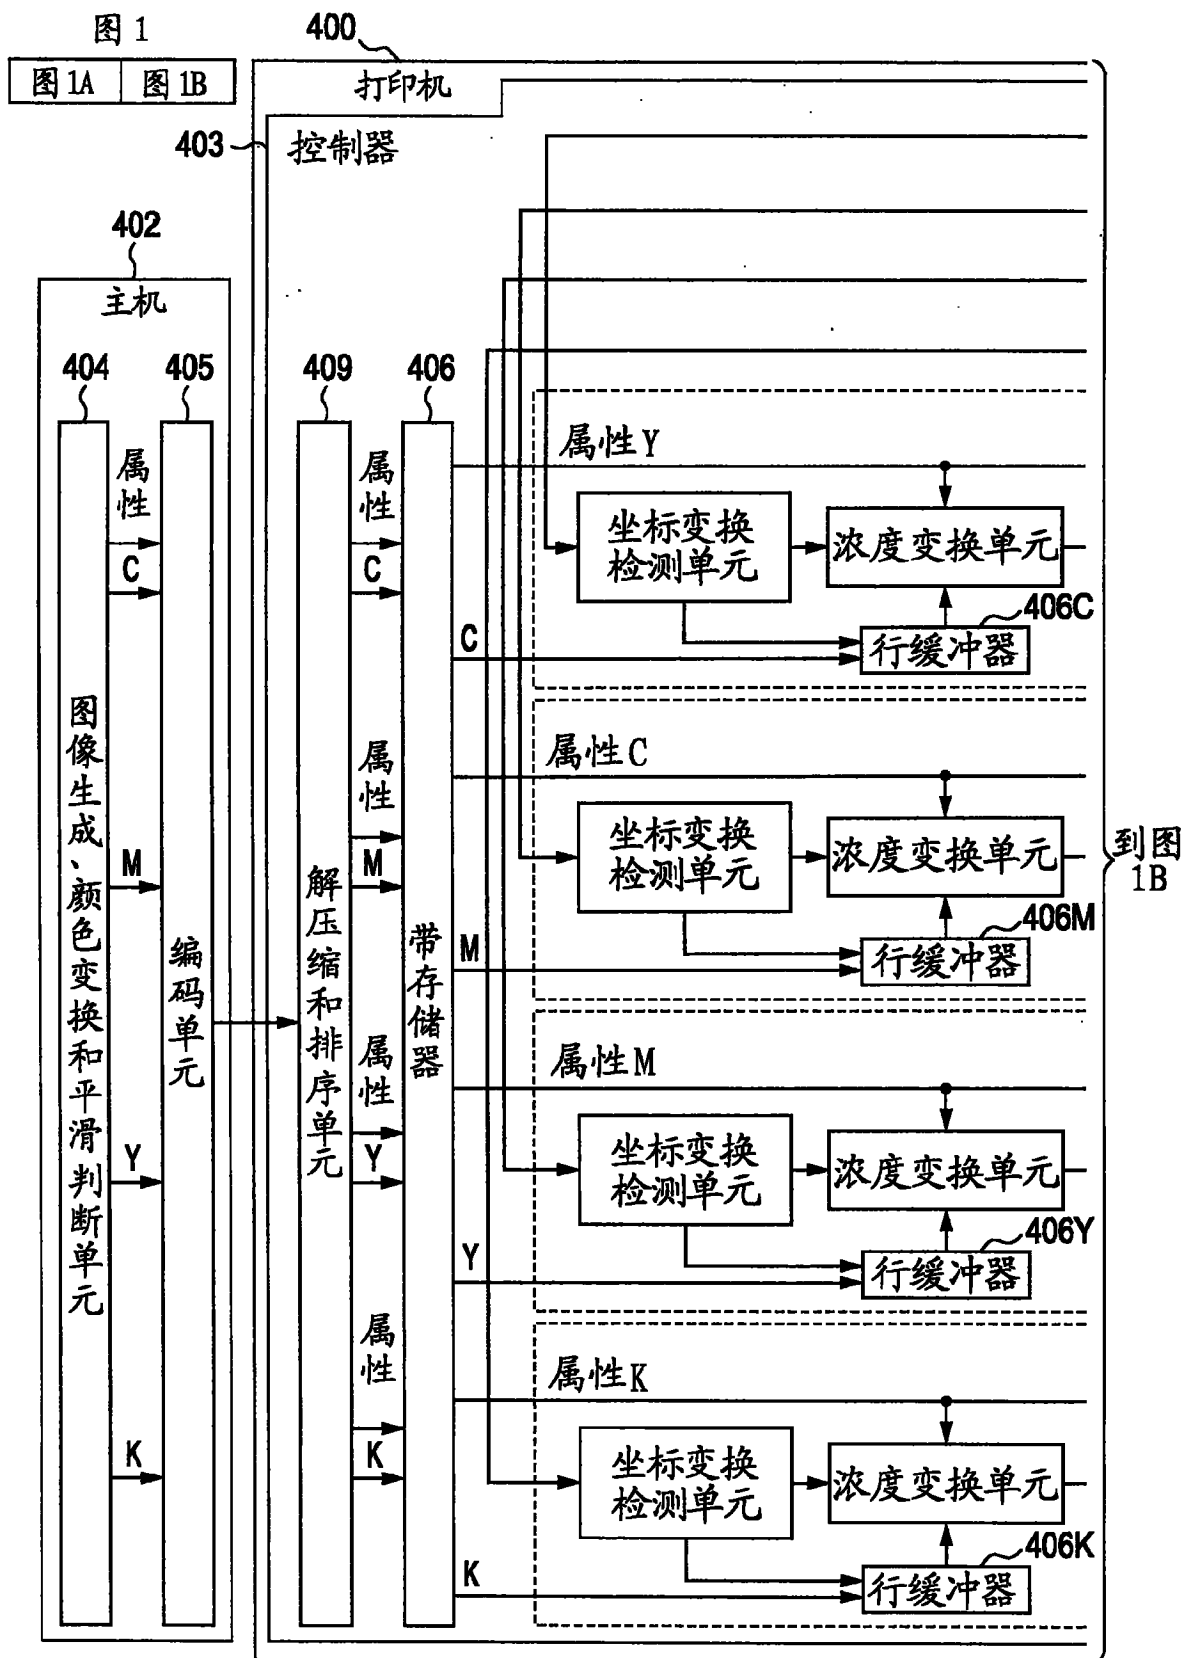 图 1
图 1A
图 1B
400
打印机
403
控制器
402
主机
404
405
409
406
属性
C
M
Y
K
图像生成、颜色变换和平滑判断单元
编码单元
解压缩和排序单元
属性
C
属性
M
属性
Y
属性
K
带存储器
属性Y
坐标变换
检测单元
浓度变换单元
406C
C
行缓冲器
属性C
坐标变换
检测单元
浓度变换单元
406M
M
行缓冲器
属性M
坐标变换
检测单元
浓度变换单元
406Y
Y
行缓冲器
属性K
坐标变换
检测单元
浓度变换单元
406K
K
行缓冲器
到图
1B